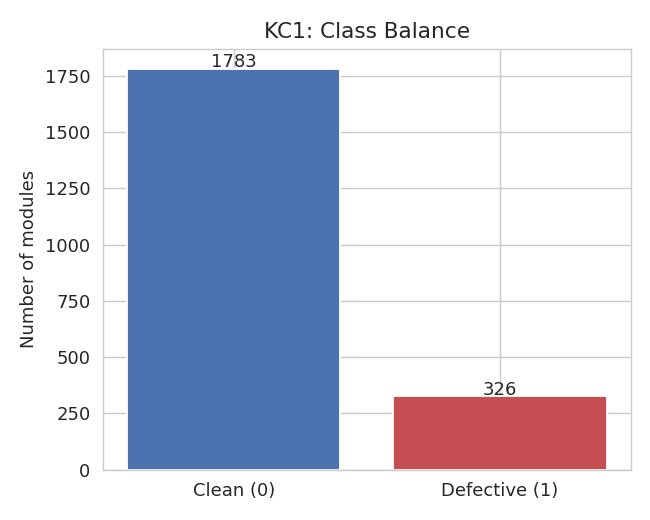 KC1: Class Balance
Number of modules
1750
1500
1250
1000
750
500
250
0
1783
326
Clean (0)
Defective (1)